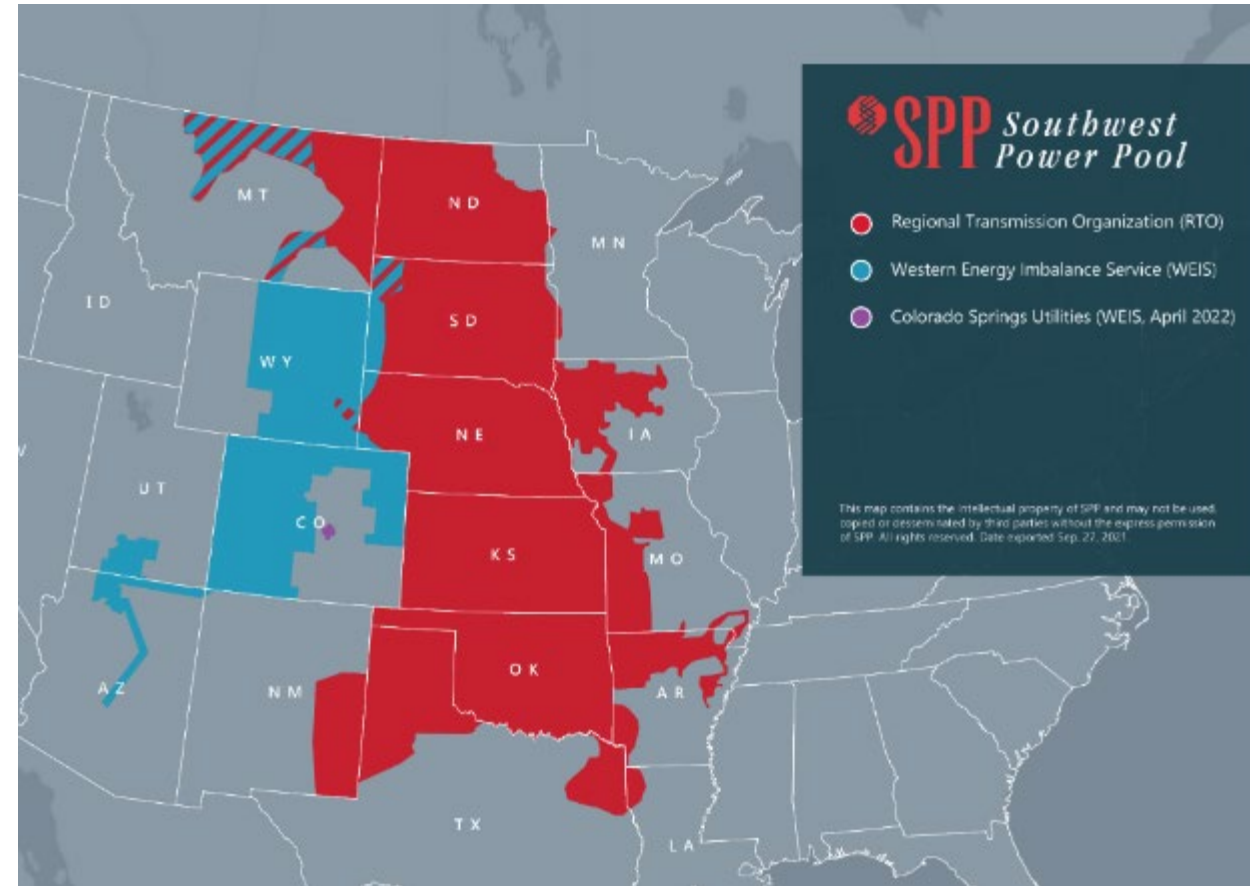 SPP Southwest
Power Pool
Regional Transmission Organization (RTO)
Western Energy Imbalance Service (WEIS)
Colorado Springs Utilities (WEIS, April 2022)
This map contains the intellectual property of SPP and may not be used,
copied or desseminated by third parties without the express permission
of SPP. All rights reserved. Date exported Sep. 27, 2021.
MT
ND
MN
ID
SD
WY
NE
IA
UT
CO
KS
MO
OK
AZ
NM
AR
TX
LA